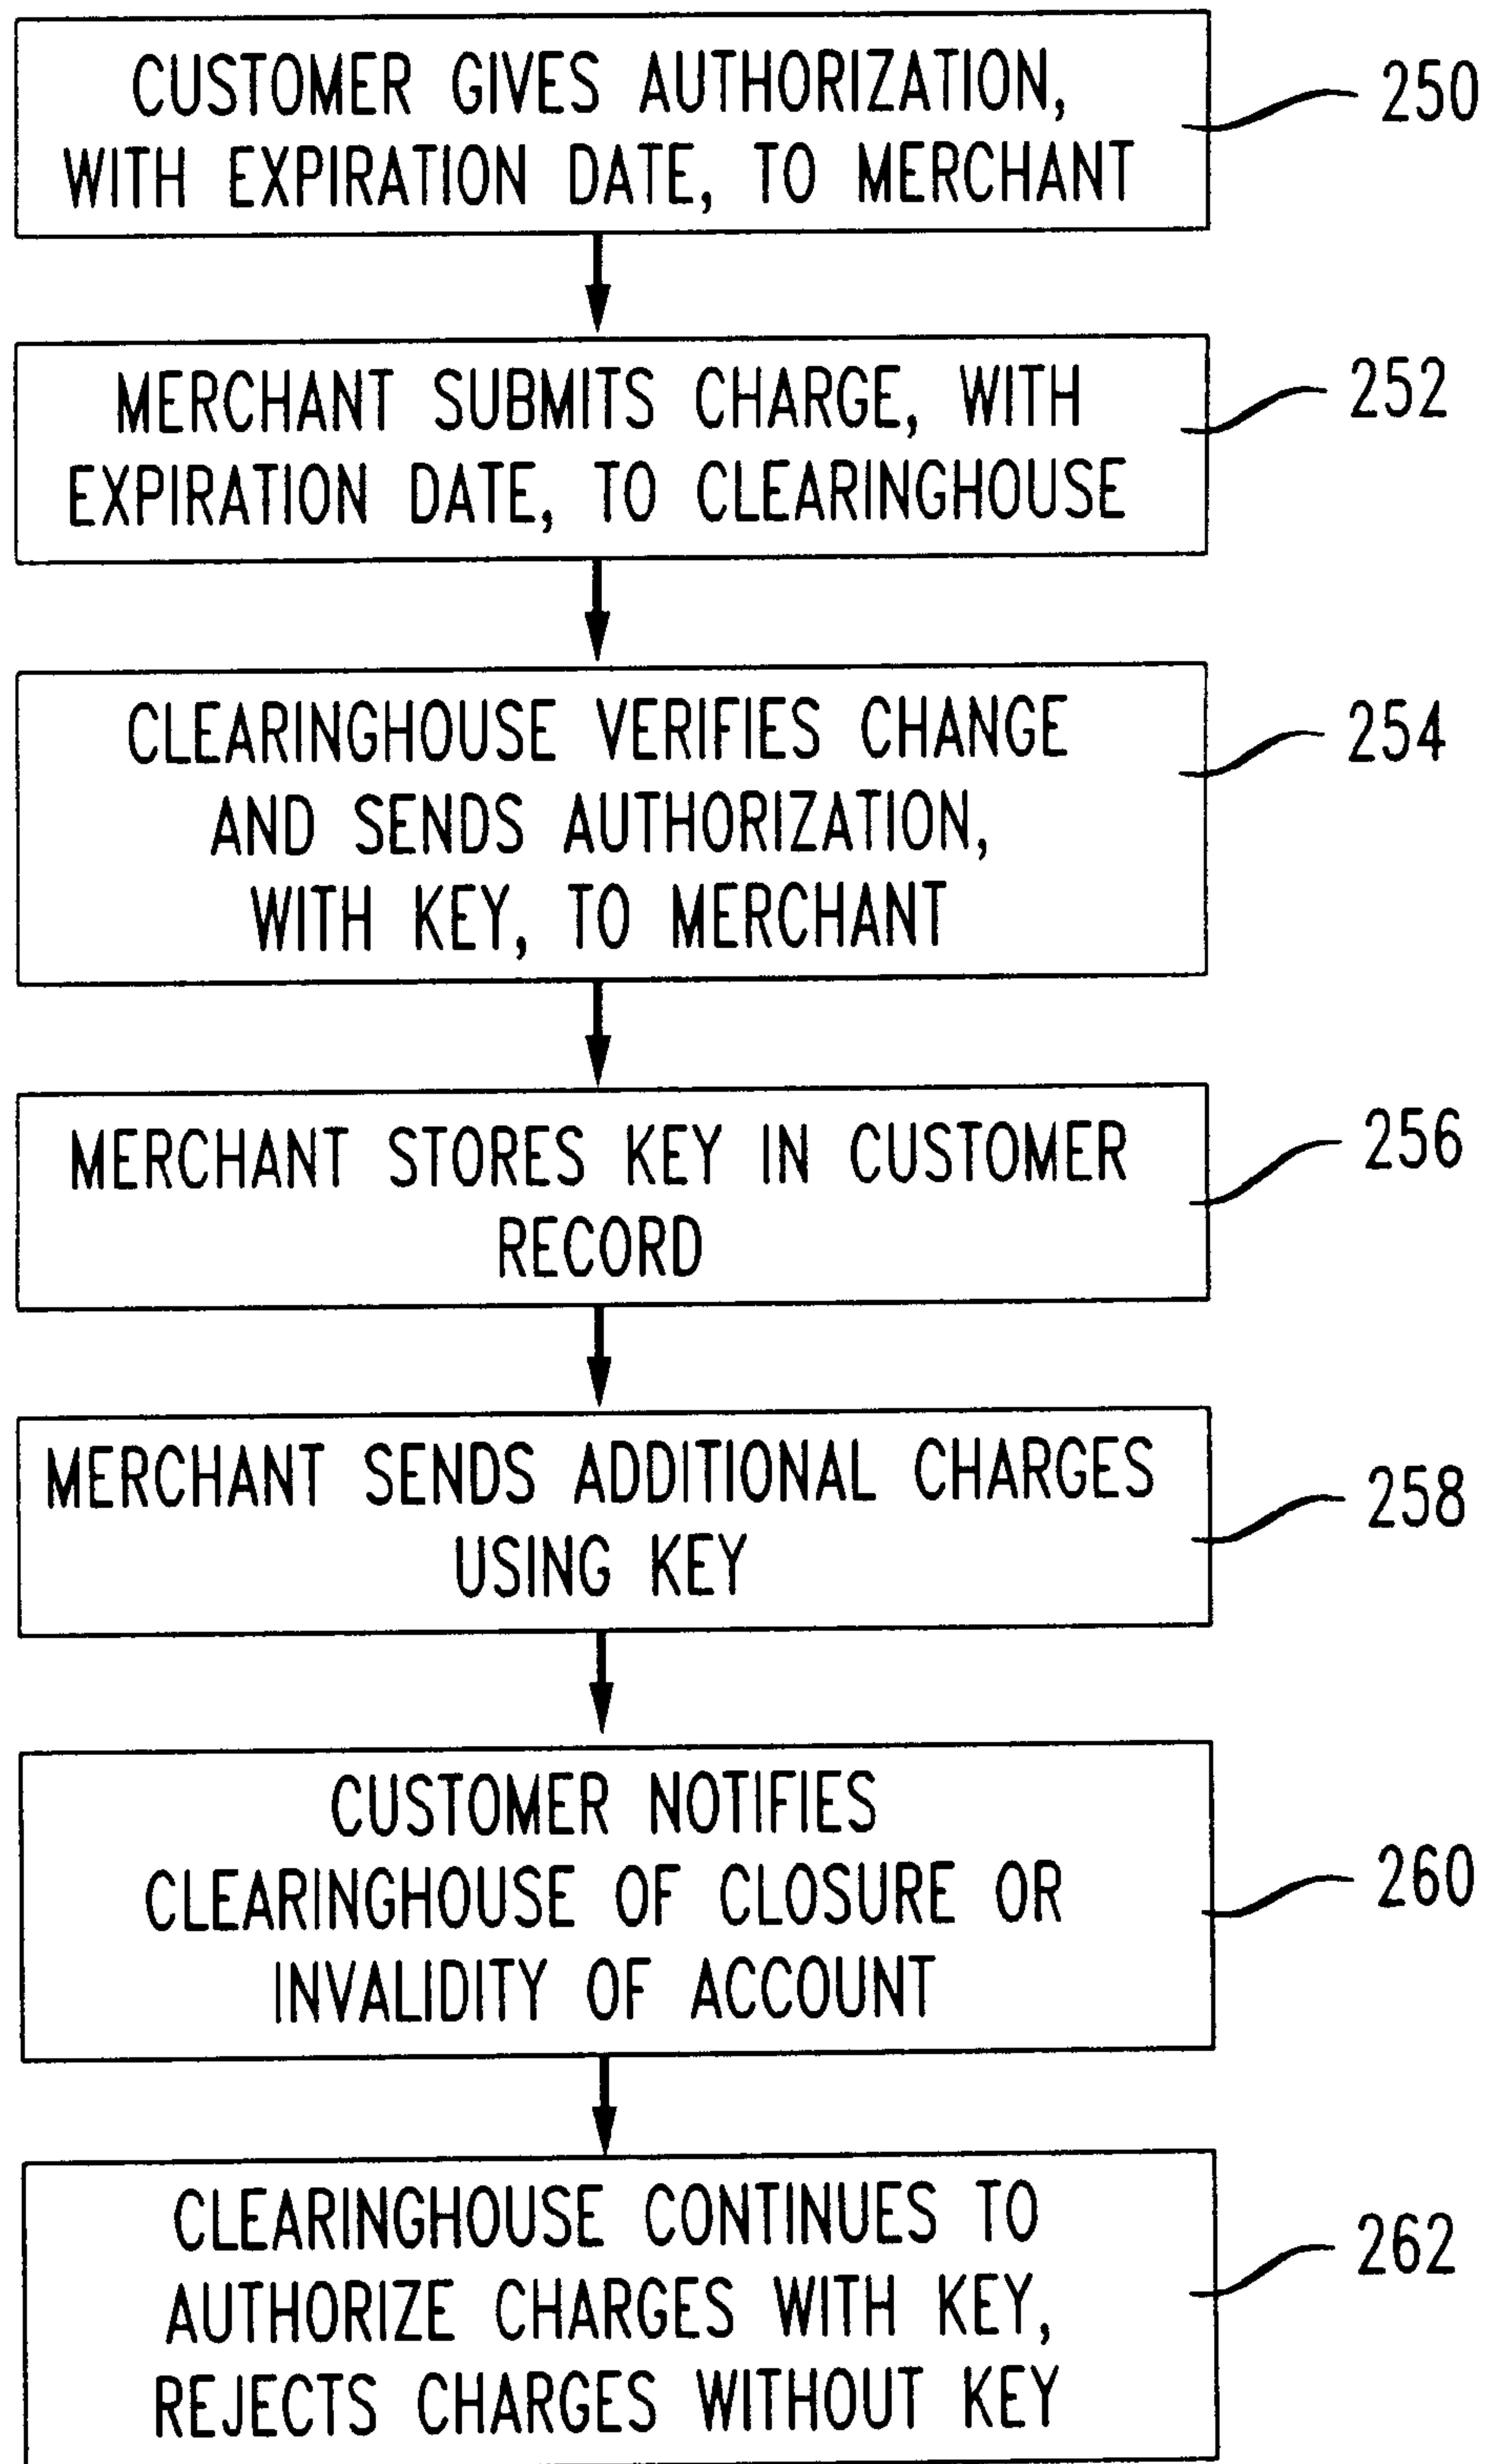 CUSTOMER GIVES AUTHORIZATION,
WITH EXPIRATION DATE, TO MERCHANT
250
MERCHANT SUBMITS CHARGE, WITH
EXPIRATION DATE, TO CLEARINGHOUSE
252
CLEARINGHOUSE VERIFIES CHANGE
AND SENDS AUTHORIZATION,
WITH KEY, TO MERCHANT
254
MERCHANT STORES KEY IN CUSTOMER
RECORD
256
MERCHANT SENDS ADDITIONAL CHARGES
USING KEY
258
CUSTOMER NOTIFIES
CLEARINGHOUSE OF CLOSURE OR
INVALIDITY OF ACCOUNT
260
CLEARINGHOUSE CONTINUES TO
AUTHORIZE CHARGES WITH KEY,
REJECTS CHARGES WITHOUT KEY
262